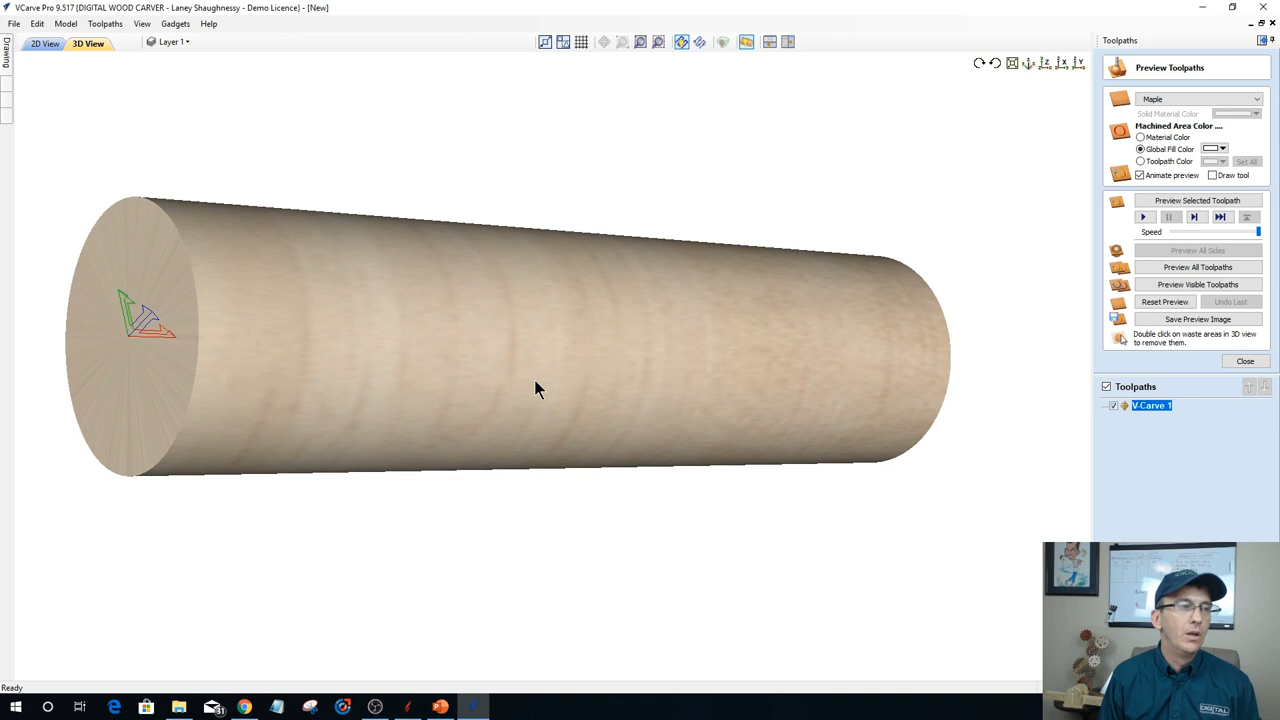 VCarve Pro 9.517 {DIGITAL WOOD CARVER - Laney Shaughnessy - Demo Licence} - [New]
File Edit Model Toolpaths View Gadgets Help
2D View 3D View Layer 1
Drawing
Toolpaths
Preview Toolpaths
Maple
Solid Material Color
Machined Area Color ....
Material Color
Global Fill Color
Toolpath Color Set All
Animate preview Draw tool
Preview Selected Toolpath
Speed
Preview All Sides
Preview All Toolpaths
Preview Visible Toolpaths
Reset Preview Undo Last
Save Preview Image
Double click on waste areas in 3D view
to remove them.
Close
Toolpaths
V-Carve 1
Z X Y
Ready
31
DIGITAL